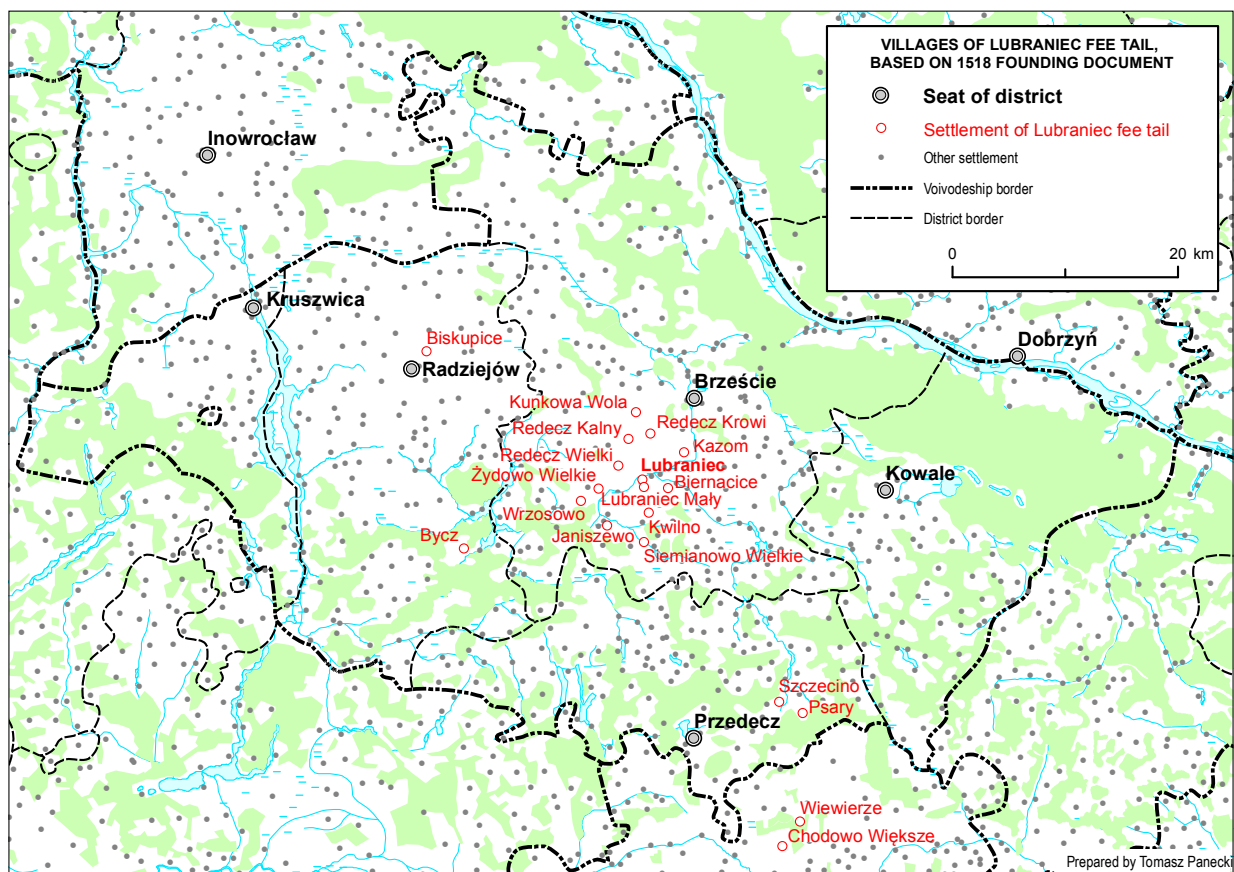 VILLAGES OF LUBRANIEC FEE TAIL,
BASED ON 1518 FOUNDING DOCUMENT
Seat of district
Settlement of Lubraniec fee tail
Other settlement
Voivodeship border
District border
0 20 km
Inowrocław
Kruszwica
Biskupice
Radziejów
Dobrzyń
Brzeście
Kunkowa Wola
Redecz Krowi
Redecz Kalny
Kazom
Redecz Wielki
Lubraniec
Żydowo Wielkie
Biernacice
Kowale
Lubraniec Mały
Wrzosowo
Kwilno
Janiszewo
Bycz
Siemianowo Wielkie
Szczecino
Psary
Przedecz
Wiewierze
Chodowo Większe
Prepared by Tomasz Panecki